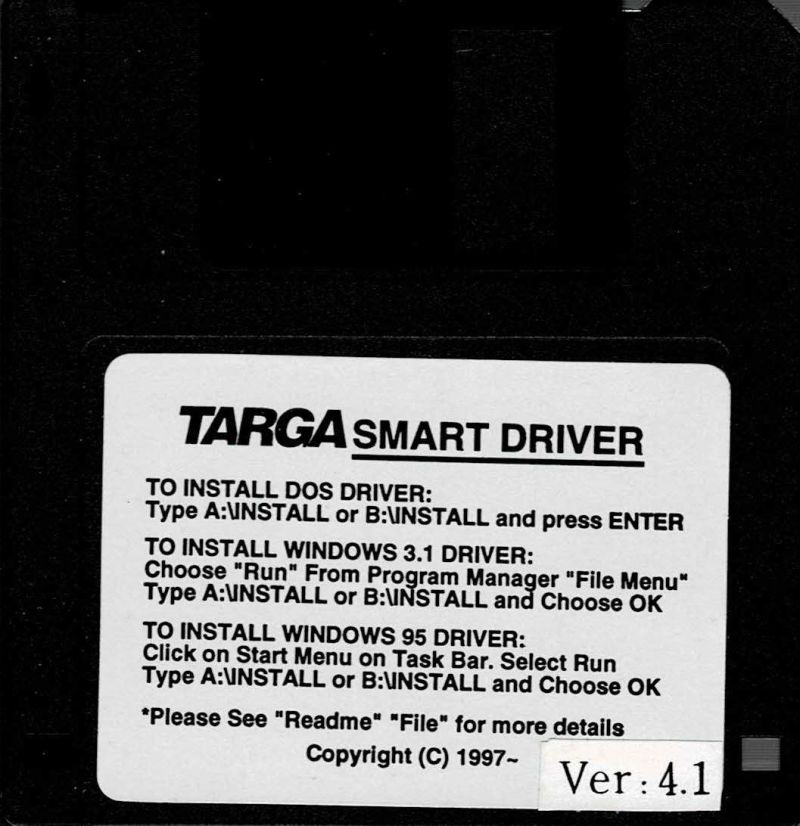 TARGA SMART DRIVER
TO INSTALL DOS DRIVER:
Type A:\INSTALL or B:\INSTALL and press ENTER
TO INSTALL WINDOWS 3.1 DRIVER:
Choose "Run" From Program Manager "File Menu"
Type A:\INSTALL or B:\INSTALL and Choose OK
TO INSTALL WINDOWS 95 DRIVER:
Click on Start Menu on Task Bar. Select Run
Type A:\INSTALL or B:\INSTALL and Choose OK
*Please See "Readme" "File" for more details
Copyright (C) 1997~
Ver: 4.1